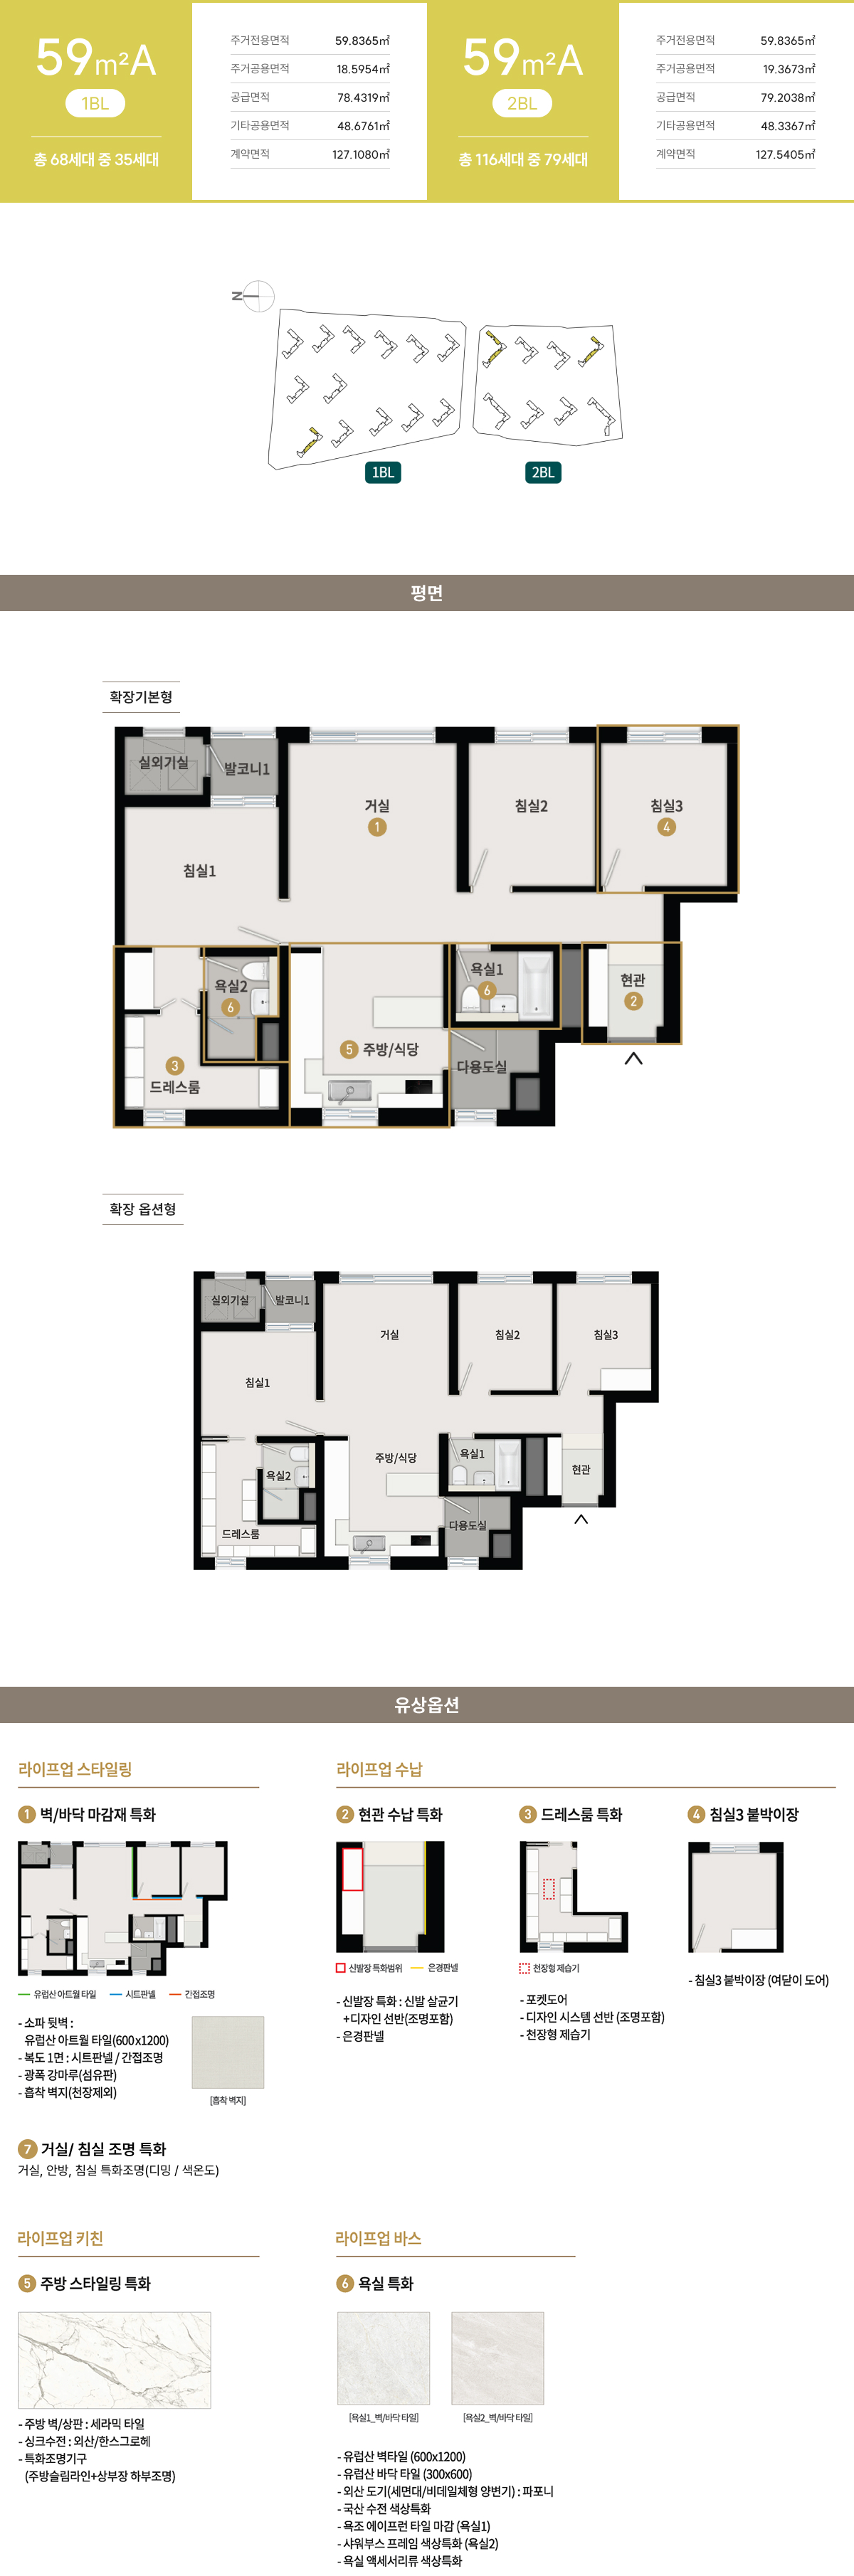 59m²A
1BL
총 68세대 중 35세대
주거전용면적 59.8365㎡
주거공용면적 18.5954㎡
공급면적 78.4319㎡
기타공용면적 48.6761㎡
계약면적 127.1080㎡
59m²A
2BL
총 116세대 중 79세대
주거전용면적 59.8365㎡
주거공용면적 19.3673㎡
공급면적 79.2038㎡
기타공용면적 48.3367㎡
계약면적 127.5405㎡
N
1BL
2BL
평면
확장기본형
실외기실
발코니1
거실
1
침실2
침실3
4
침실1
욕실2
6
욕실1
6
현관
2
3
드레스룸
5 주방/식당
다용도실
확장 옵션형
실외기실
발코니1
거실
침실2
침실3
침실1
욕실2
주방/식당
욕실1
현관
드레스룸
다용도실
유상옵션
라이프업 스타일링
1 벽/바닥 마감재 특화
유럽산 아트월 타일 시트판넬 간접조명
- 소파 뒷벽 :
유럽산 아트월 타일(600x1200)
- 복도 1면 : 시트판넬 / 간접조명
- 광폭 강마루(섬유판)
- 흡착 벽지(천장제외)
[흡착 벽지]
7 거실/ 침실 조명 특화
거실, 안방, 침실 특화조명(디밍 / 색온도)
라이프업 수납
2 현관 수납 특화
신발장 특화범위 은경판넬
- 신발장 특화 : 신발 살균기
+디자인 선반(조명포함)
- 은경판넬
3 드레스룸 특화
천장형 제습기
- 포켓도어
- 디자인 시스템 선반 (조명포함)
- 천장형 제습기
4 침실3 붙박이장
- 침실3 붙박이장 (여닫이 도어)
라이프업 키친
5 주방 스타일링 특화
- 주방 벽/상판 : 세라믹 타일
- 싱크수전 : 외산/한스그로헤
- 특화조명기구
(주방슬림라인+상부장 하부조명)
라이프업 바스
6 욕실 특화
[욕실1_벽/바닥 타일]
[욕실2_벽/바닥 타일]
- 유럽산 벽타일 (600x1200)
- 유럽산 바닥 타일 (300x600)
- 외산 도기(세면대/비데일체형 양변기) : 파포니
- 국산 수전 색상특화
- 욕조 에이프런 타일 마감 (욕실1)
- 샤워부스 프레임 색상특화 (욕실2)
- 욕실 액세서리류 색상특화